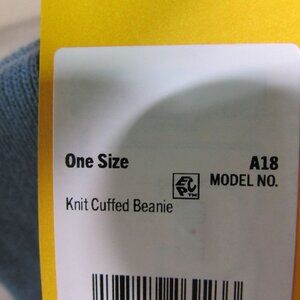 One Size A18
MODEL NO.
Knit Cuffed Beanie